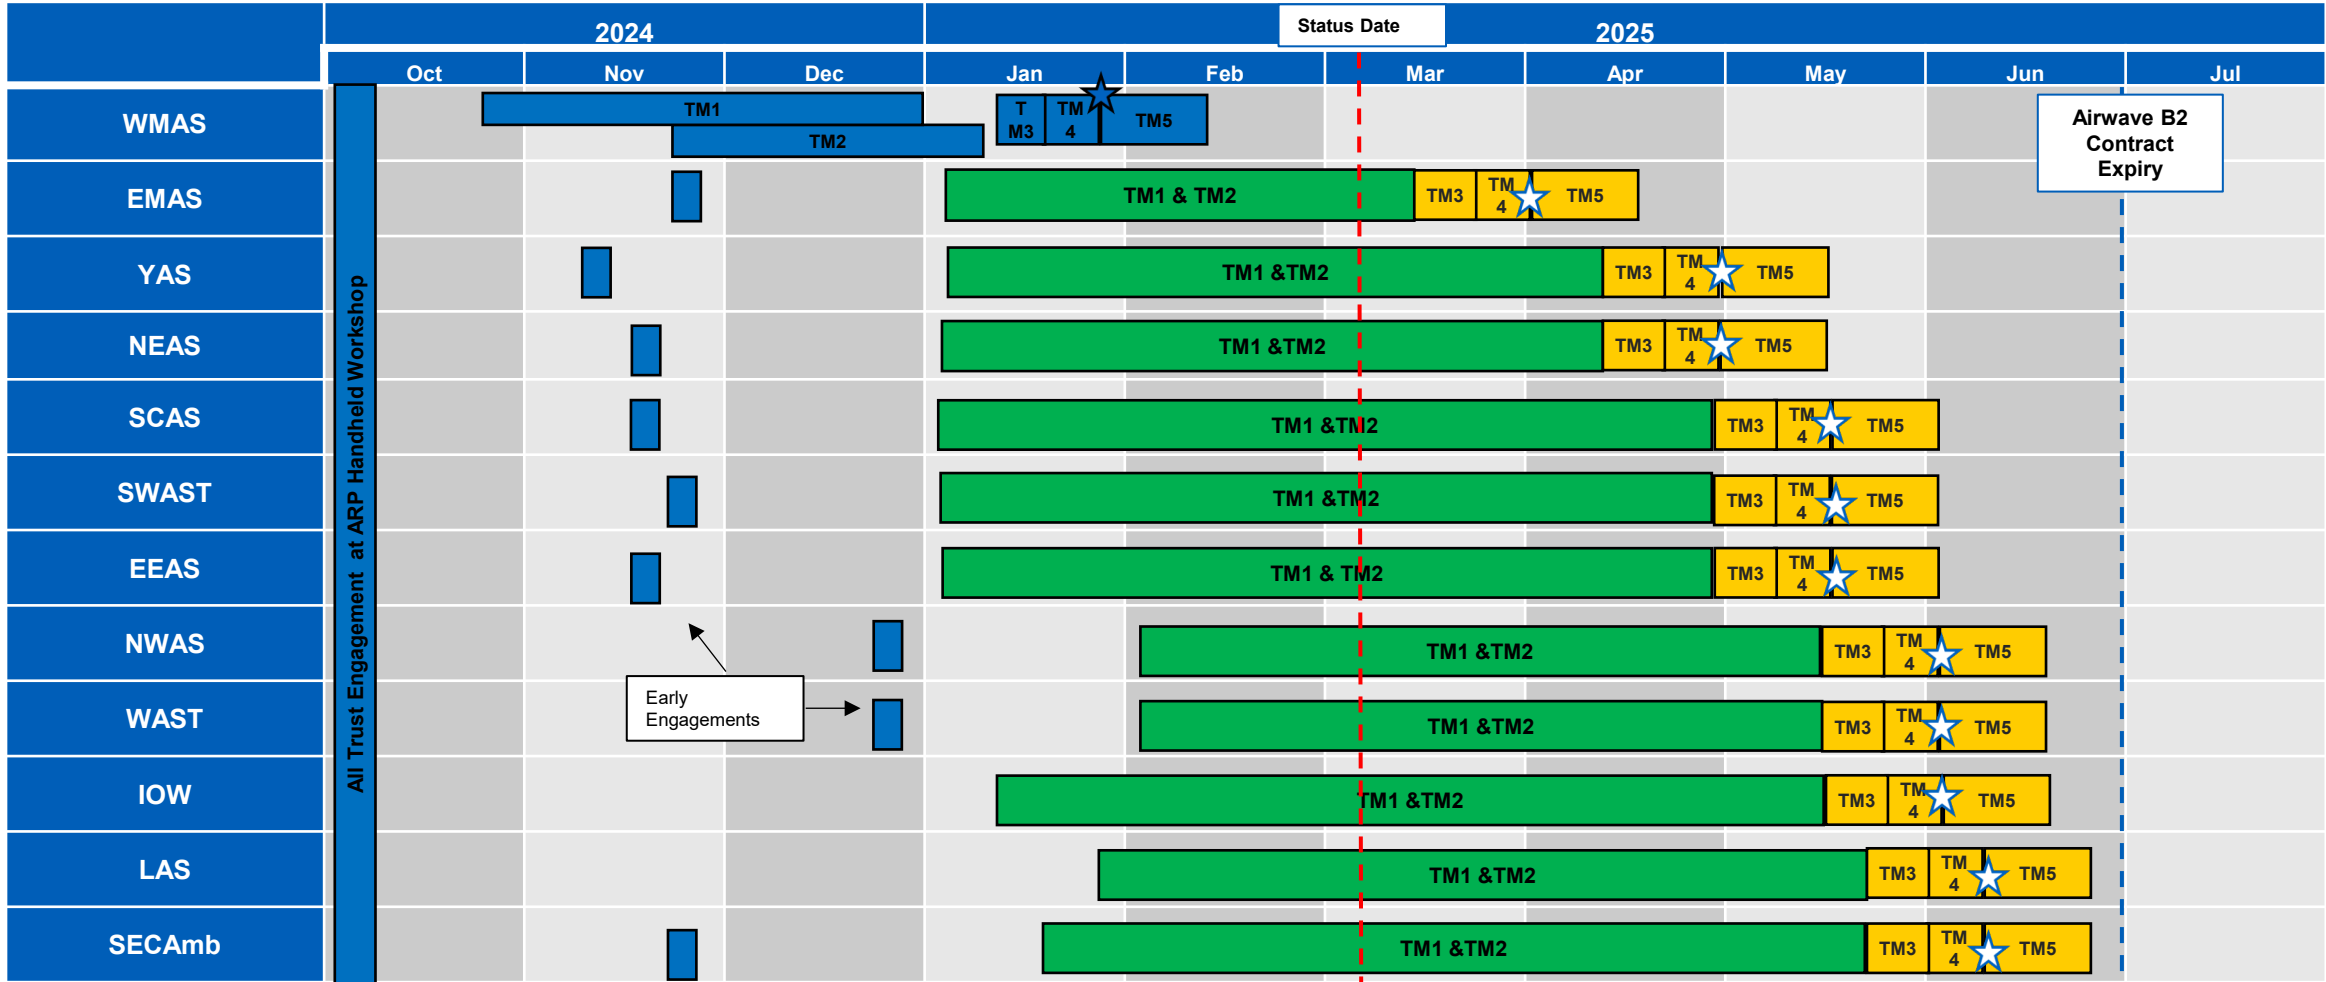 2024
Status Date
2025
Oct
Nov
Dec
Jan
Feb
Mar
Apr
May
Jun
Jul
All Trust Engagement at ARP Handheld Workshop
WMAS
TM1
TM2
T
M3
TM
4
TM5
Airwave B2
Contract
Expiry
EMAS
TM1 & TM2
TM3
TM
4
TM5
YAS
TM1 &TM2
TM3
TM
4
TM5
NEAS
TM1 &TM2
TM3
TM
4
TM5
SCAS
TM1 &TM2
TM3
TM
4
TM5
SWAST
TM1 &TM2
TM3
TM
4
TM5
EEAS
TM1 & TM2
TM3
TM
4
TM5
NWAS
TM1 &TM2
TM3
TM
4
TM5
Early
Engagements
WAST
TM1 &TM2
TM3
TM
4
TM5
IOW
TM1 &TM2
TM3
TM
4
TM5
LAS
TM1 &TM2
TM3
TM
4
TM5
SECAmb
TM1 &TM2
TM3
TM
4
TM5